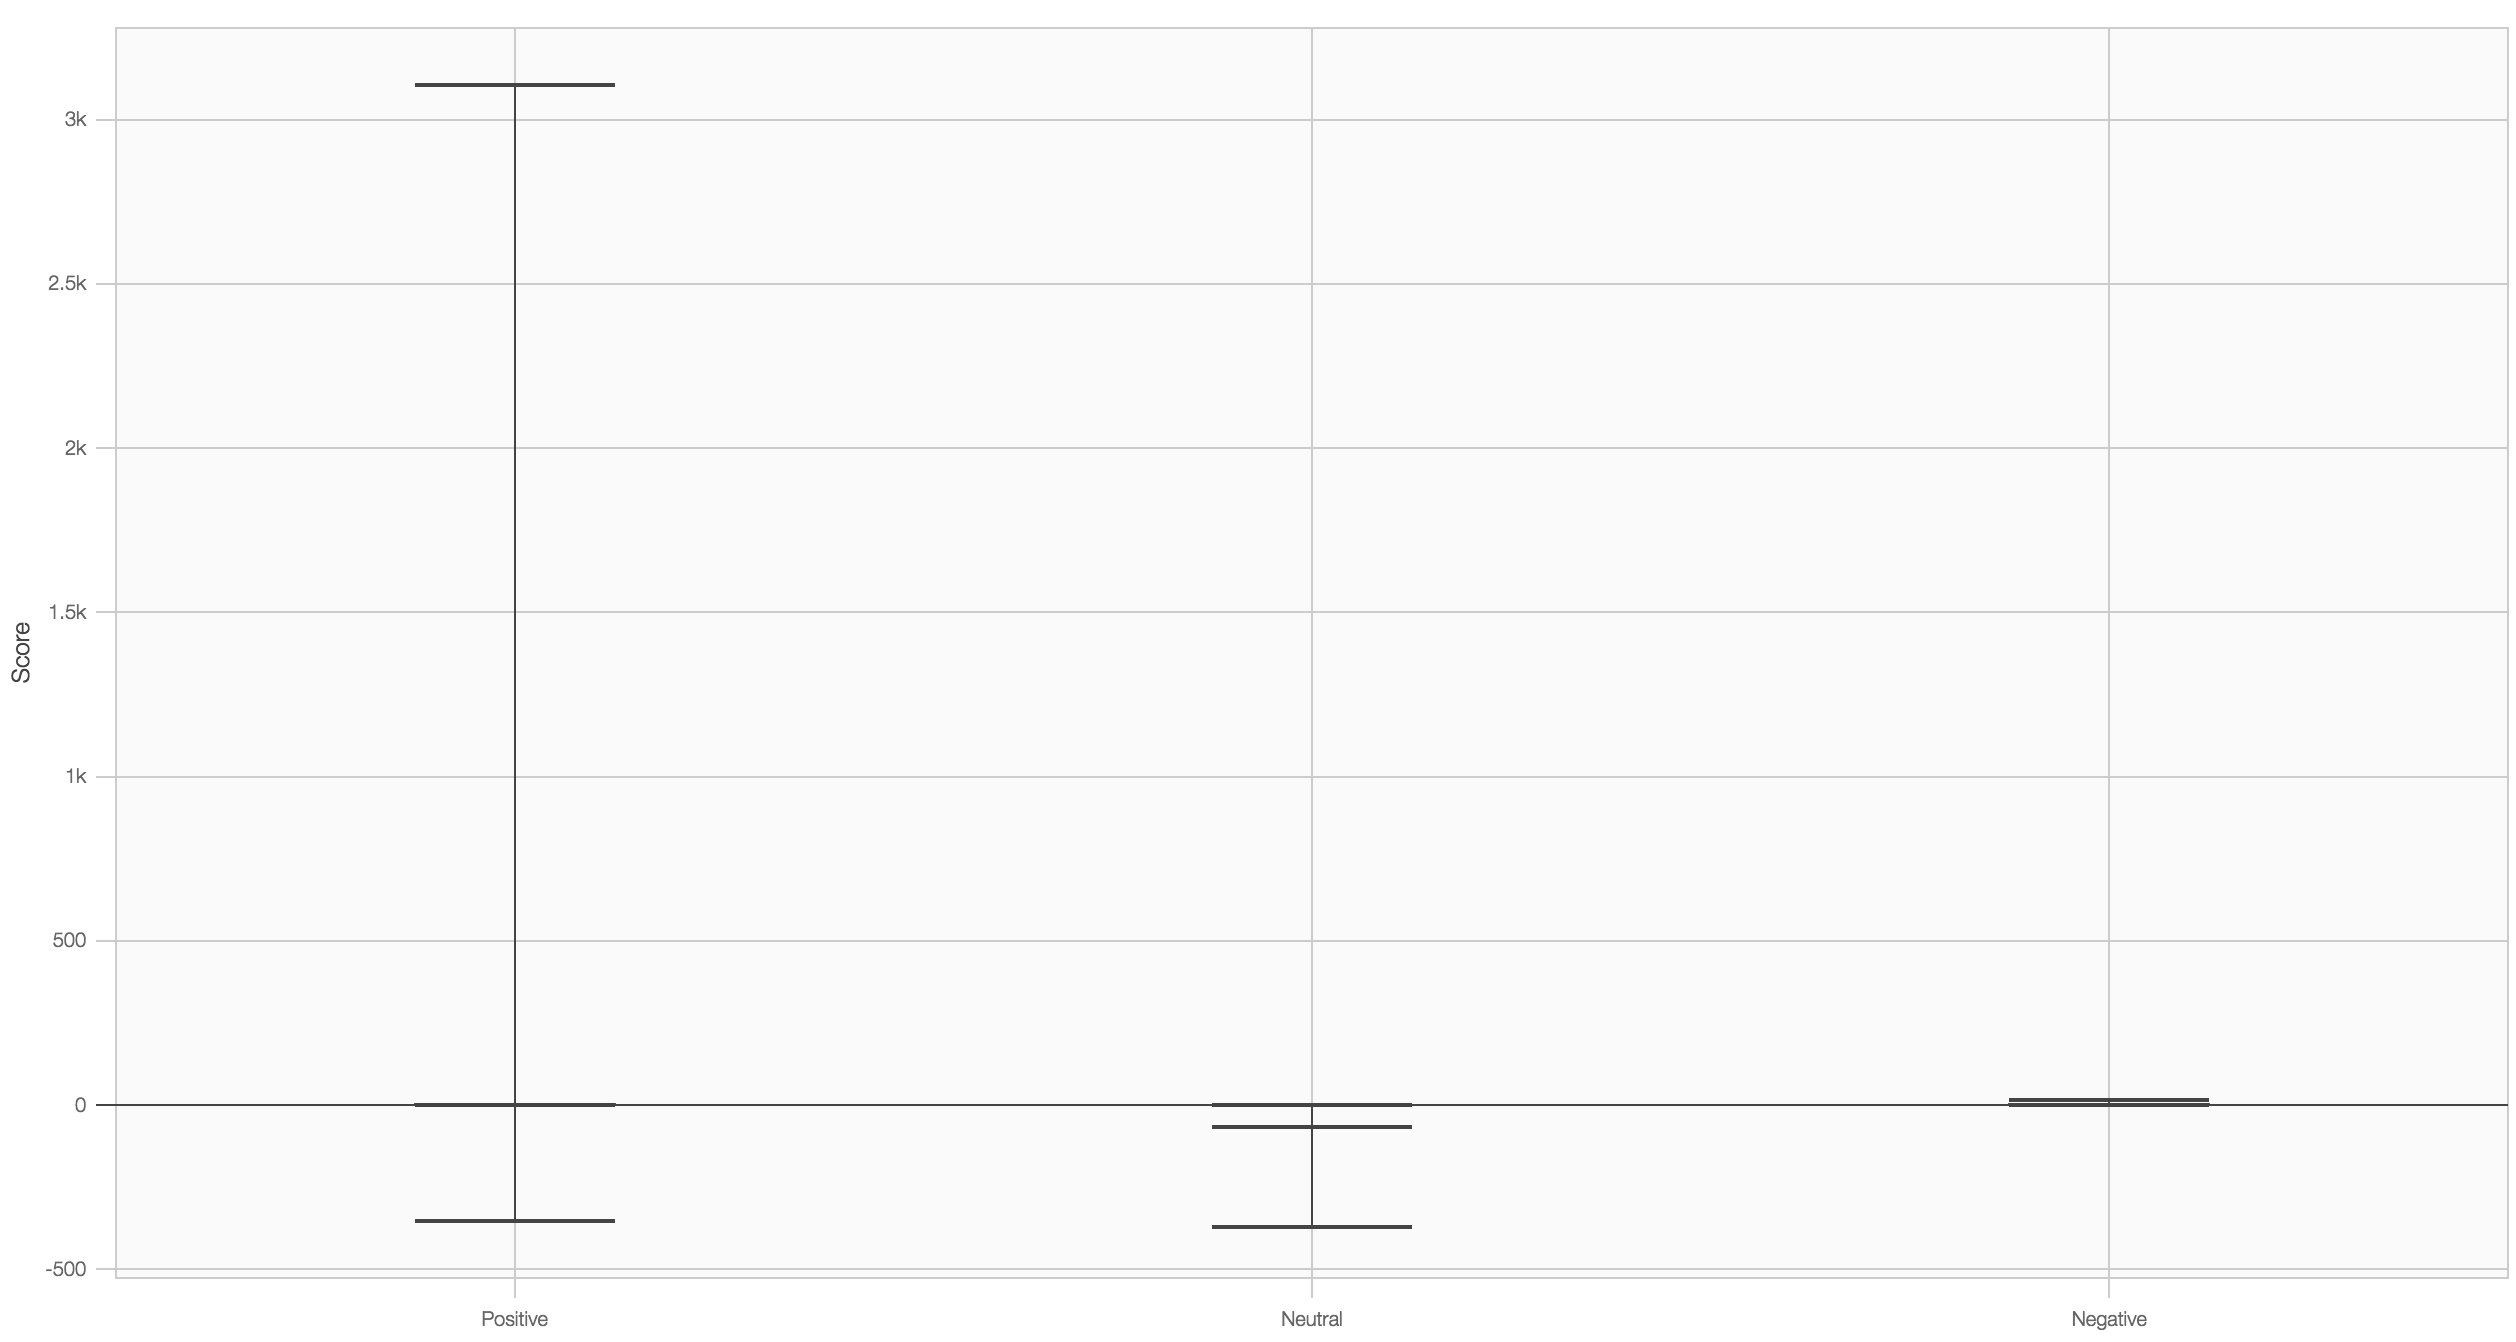 3k
2.5k
2k
1.5k
1k
500
0
-500
Score
Positive
Neutral
Negative